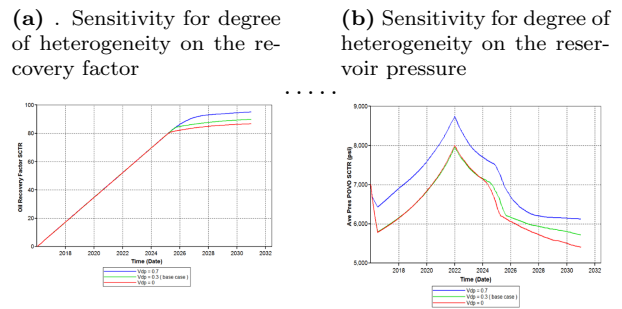 (a) . Sensitivity for degree
of heterogeneity on the re-
covery factor
(b) Sensitivity for degree of
heterogeneity on the reser-
voir pressure
.....
Oil Recovery Factor SCTR
100
80
60
40
20
0
2018 2020 2022 2024 2026 2028 2030 2032
Time (Date)
Vdp = 0.7
Vdp = 0.3 ( base case )
Vdp = 0
Ave Pres POVO SCTR (psi)
9,000
8,000
7,000
6,000
5,000
2018 2020 2022 2024 2026 2028 2030 2032
Time (Date)
Vdp = 0.7
Vdp = 0.3 ( base case )
Vdp = 0